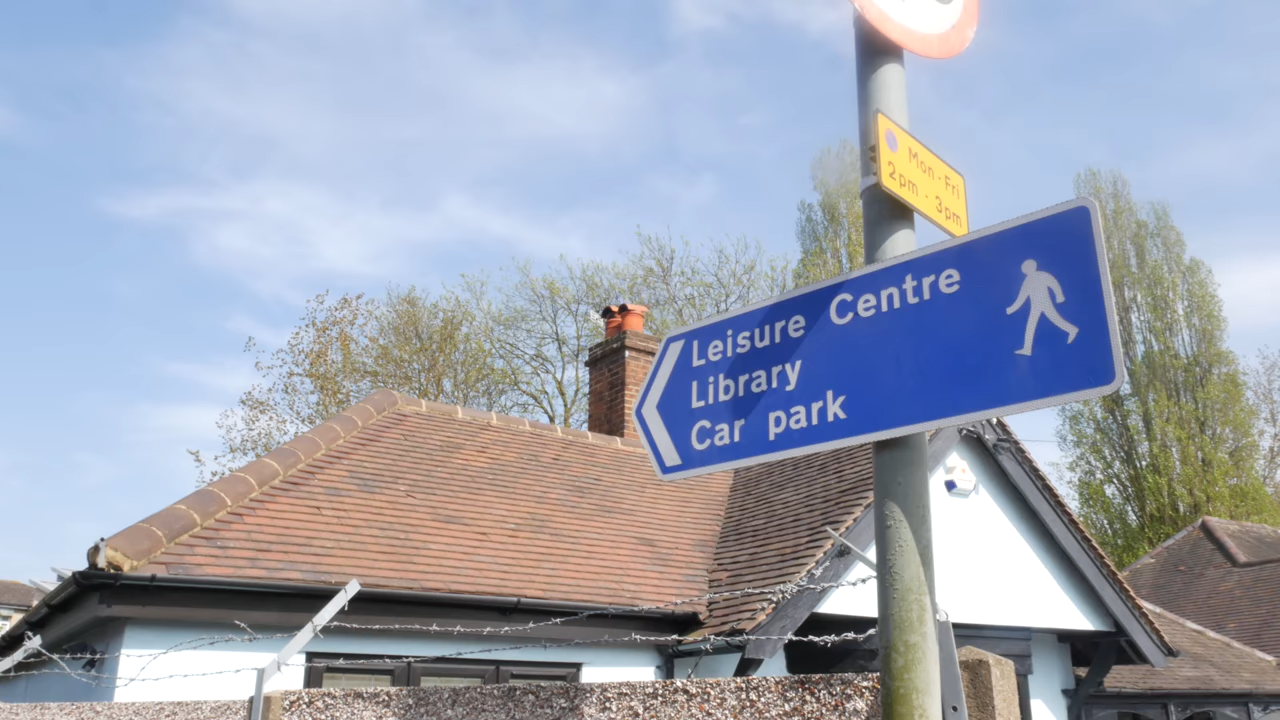 Mon - Fri
2pm - 3pm
Leisure Centre
Library
Car park